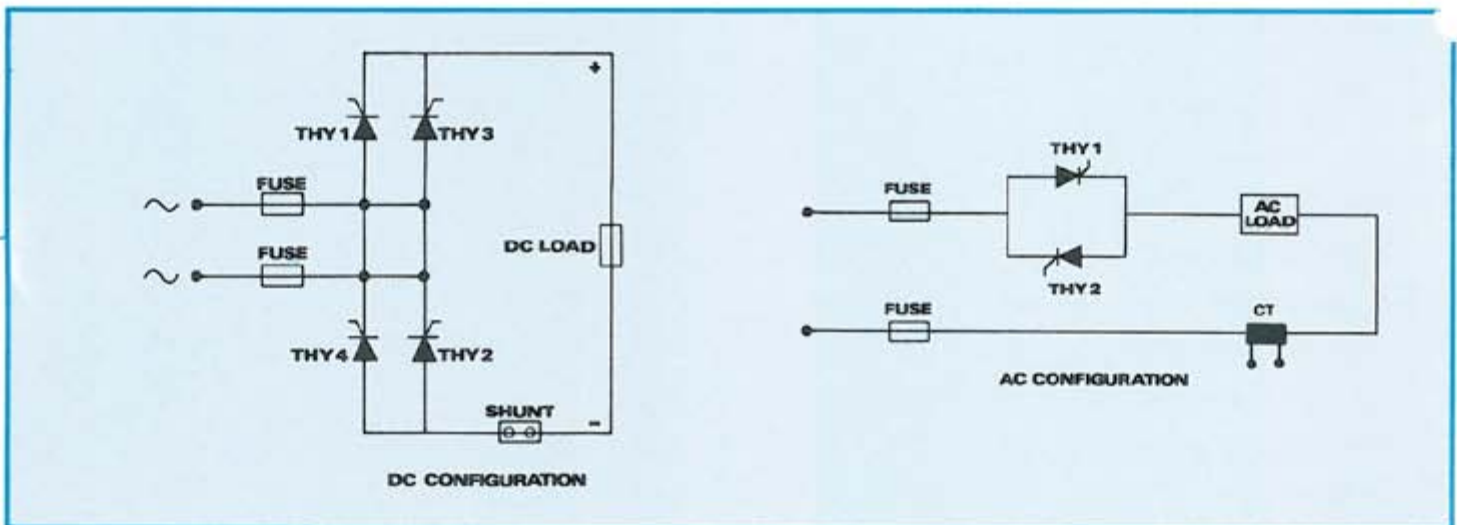 THY 1
THY 3
FUSE
FUSE
DC LOAD
THY 4
THY 2
SHUNT
+
−
DC CONFIGURATION
FUSE
THY 1
THY 2
AC
LOAD
FUSE
CT
AC CONFIGURATION